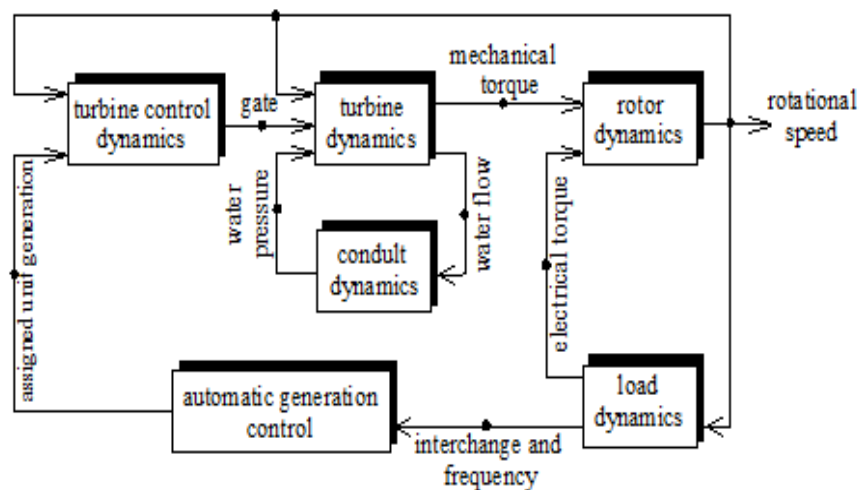 mechanical
torque
turbine control
dynamics
gate
turbine
dynamics
rotor
dynamics
rotational
speed
assigned unit generation
water
pressure
water flow
condult
dynamics
electrical torque
automatic generation
control
interchange and
frequency
load
dynamics